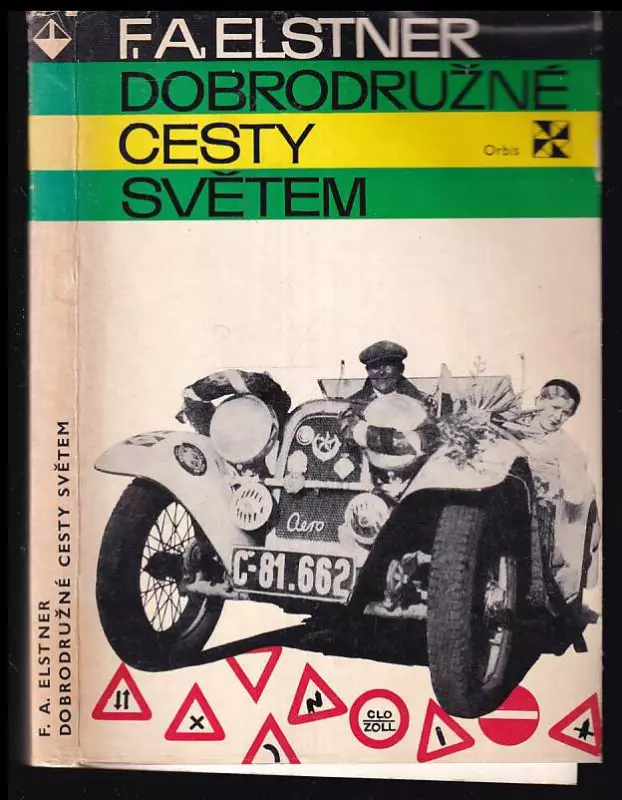 F. A. ELSTNER
DOBRODRUŽNÉ
CESTY
Orbis
SVĚTEM
Aero
Č-81.662
CLO
ZOLL
F. A. ELSTNER
DOBRODRUŽNÉ CESTY SVĚTEM